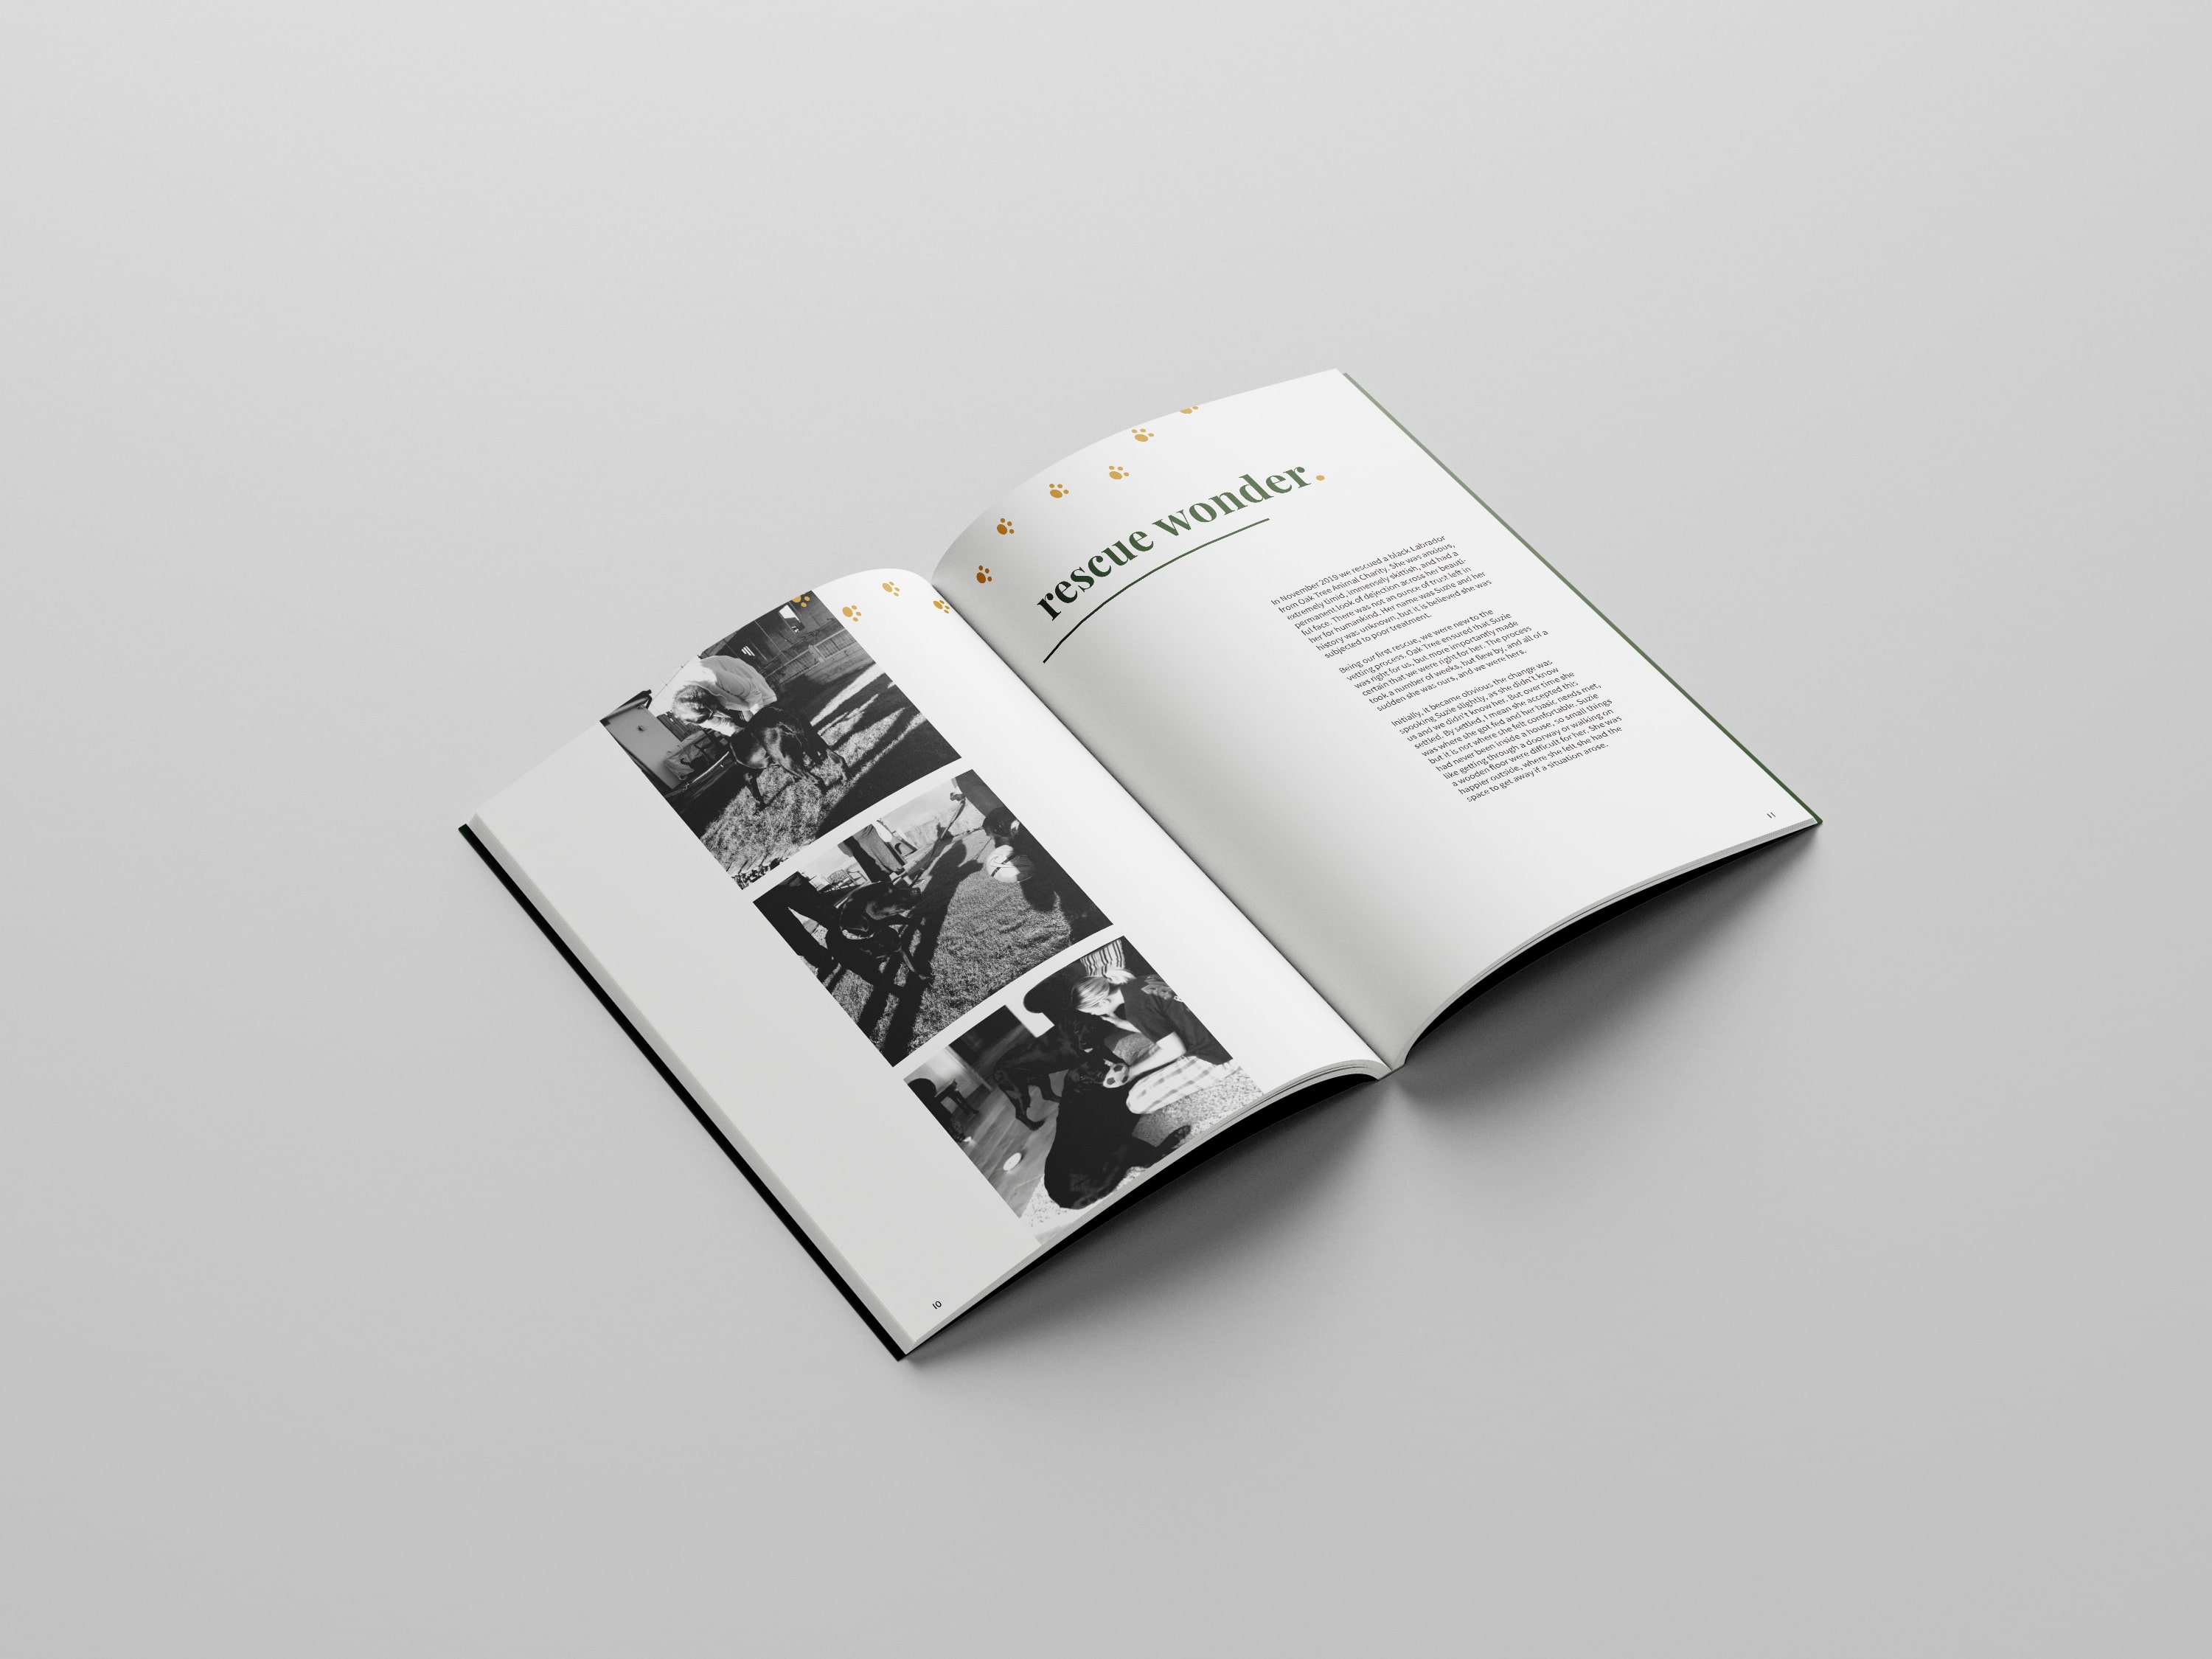 rescue wonder.
In November 2019 we rescued a black Labrador
from Oak Tree Animal Charity. She was anxious,
extremely timid, immensely skittish, and had a
permanent look of dejection across her beauti-
ful face. There was not an ounce of trust left in
her for humankind. Her name was Suzie and her
history was unknown, but it is believed she was
subjected to poor treatment.
Being our first rescue, we were new to the
vetting process. Oak Tree ensured that Suzie
was right for us, but more importantly made
certain that we were right for her. The process
took a number of weeks, but flew by, and all of a
sudden she was ours, and we were hers.
Initially, it became obvious the change was
spooking Suzie slightly, as she didn't know
us and we didn't know her. But over time she
settled. By settled, I mean she accepted this
was where she got fed and her basic needs met,
but it is not where she felt comfortable. Suzie
had never been inside a house, so small things
like getting through a doorway or walking on
a wooden floor were difficult for her. She was
happier outside, where she felt she had the
space to get away if a situation arose.
10
11